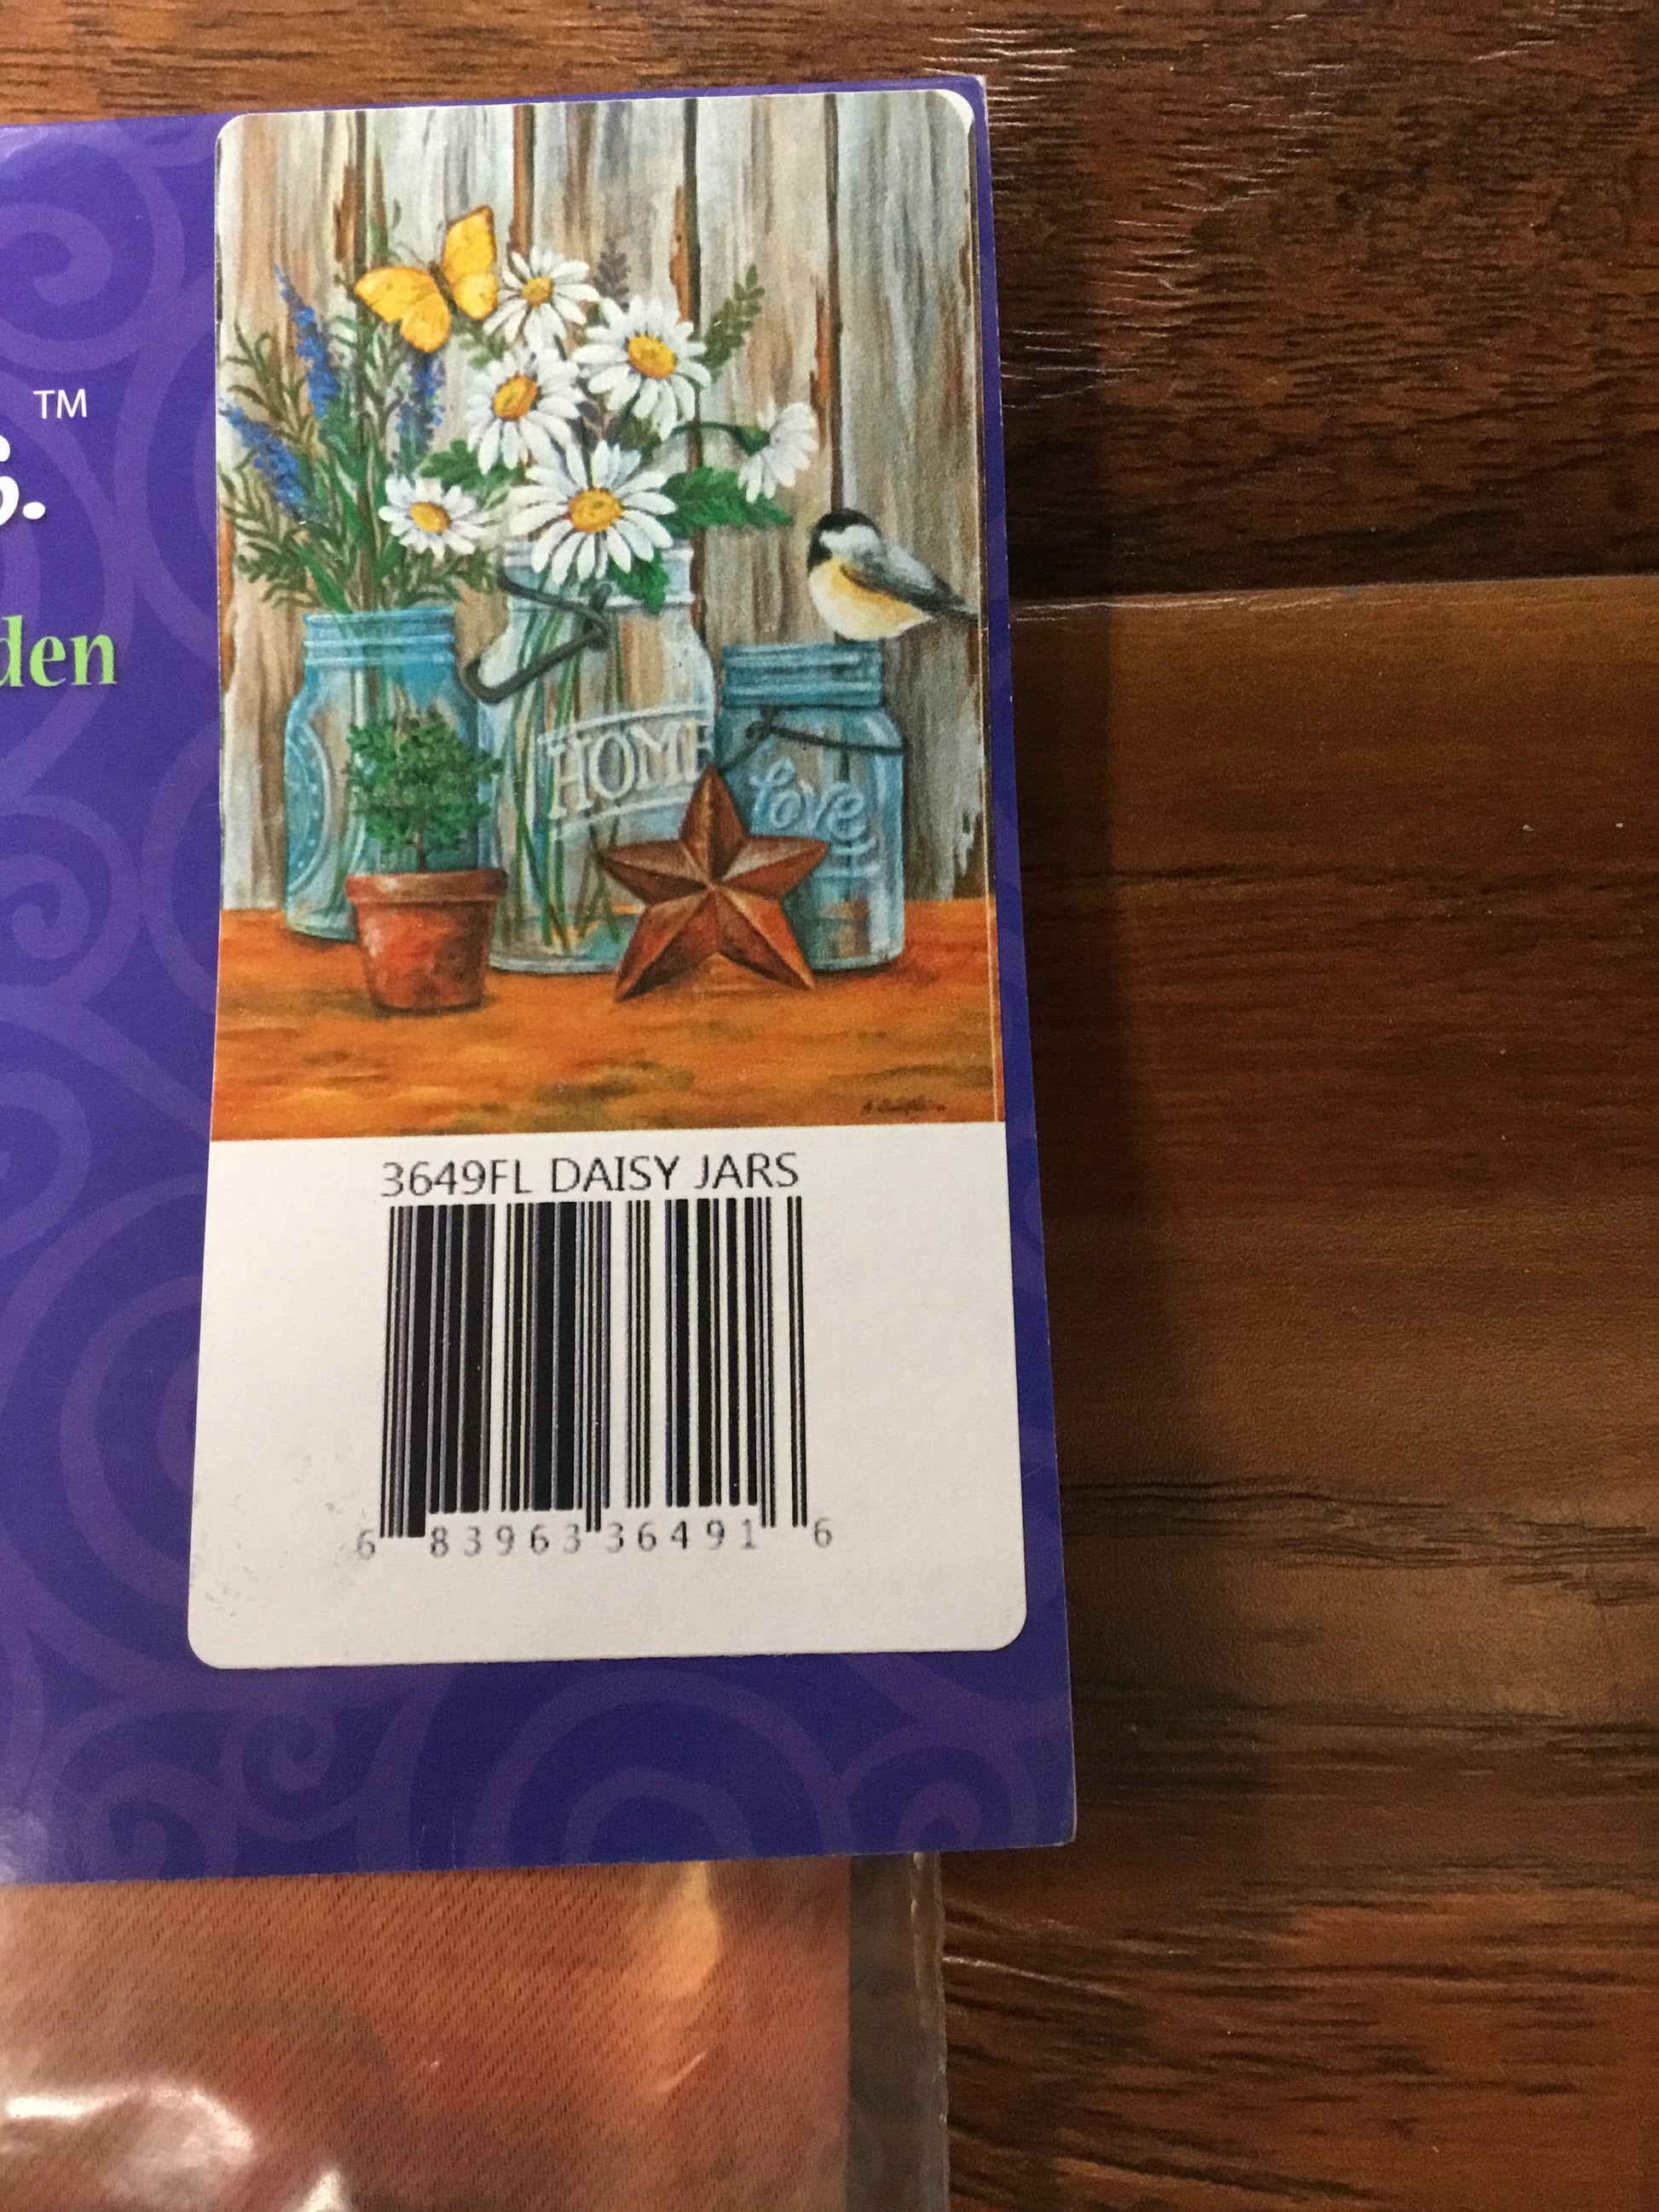 TM
s.
den
HOME
love
3649FL DAISY JARS
6 83963 36491 6